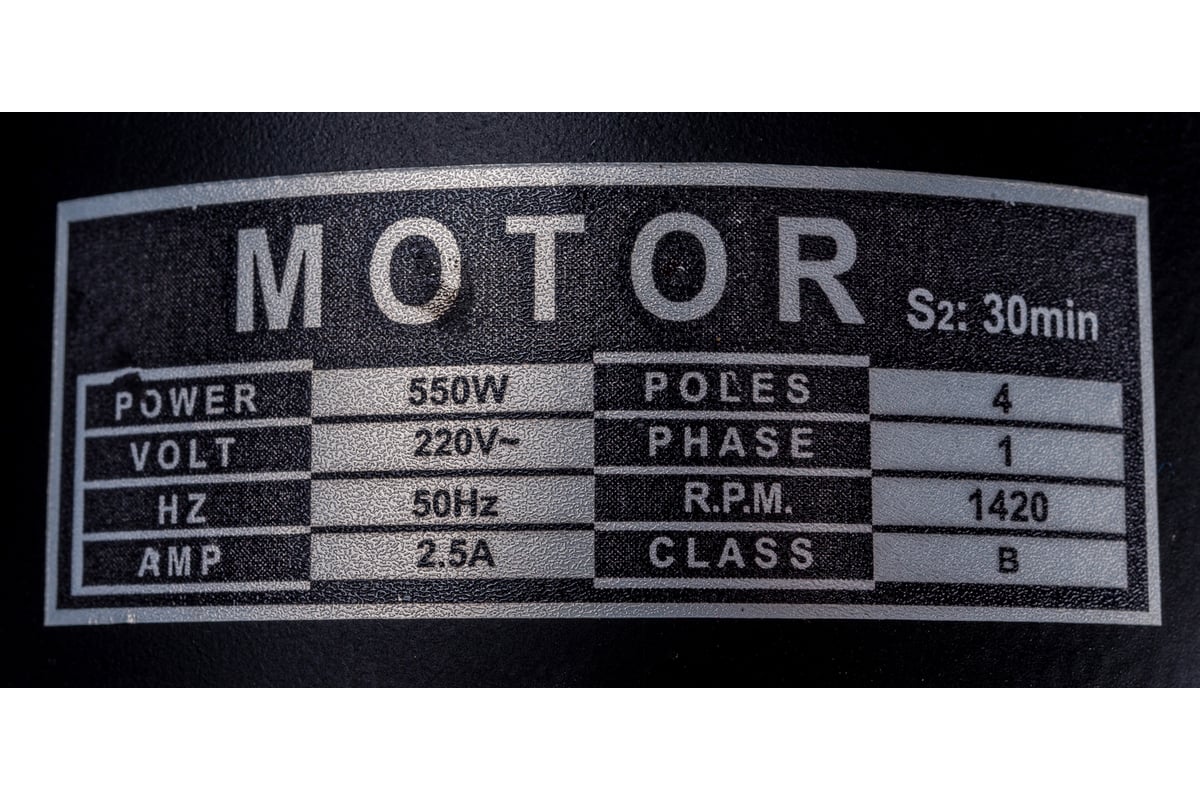 MOTOR S2: 30min
POWER 550W POLES 4
VOLT 220V~ PHASE 1
HZ 50Hz R.P.M. 1420
AMP 2.5A CLASS B